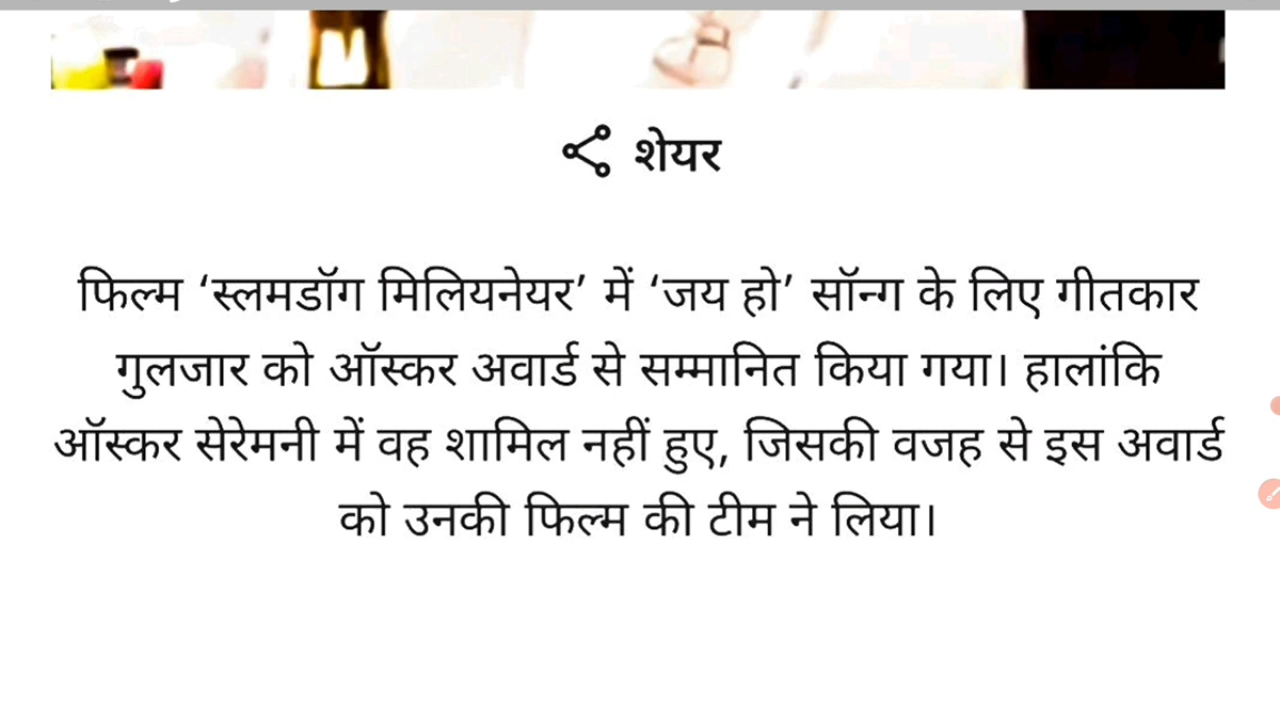 शेयर
फिल्म ‘स्लमडॉग मिलियनेयर’ में ‘जय हो’ सॉन्ग के लिए गीतकार
गुलजार को ऑस्कर अवार्ड से सम्मानित किया गया। हालांकि
ऑस्कर सेरेमनी में वह शामिल नहीं हुए, जिसकी वजह से इस अवार्ड
को उनकी फिल्म की टीम ने लिया।